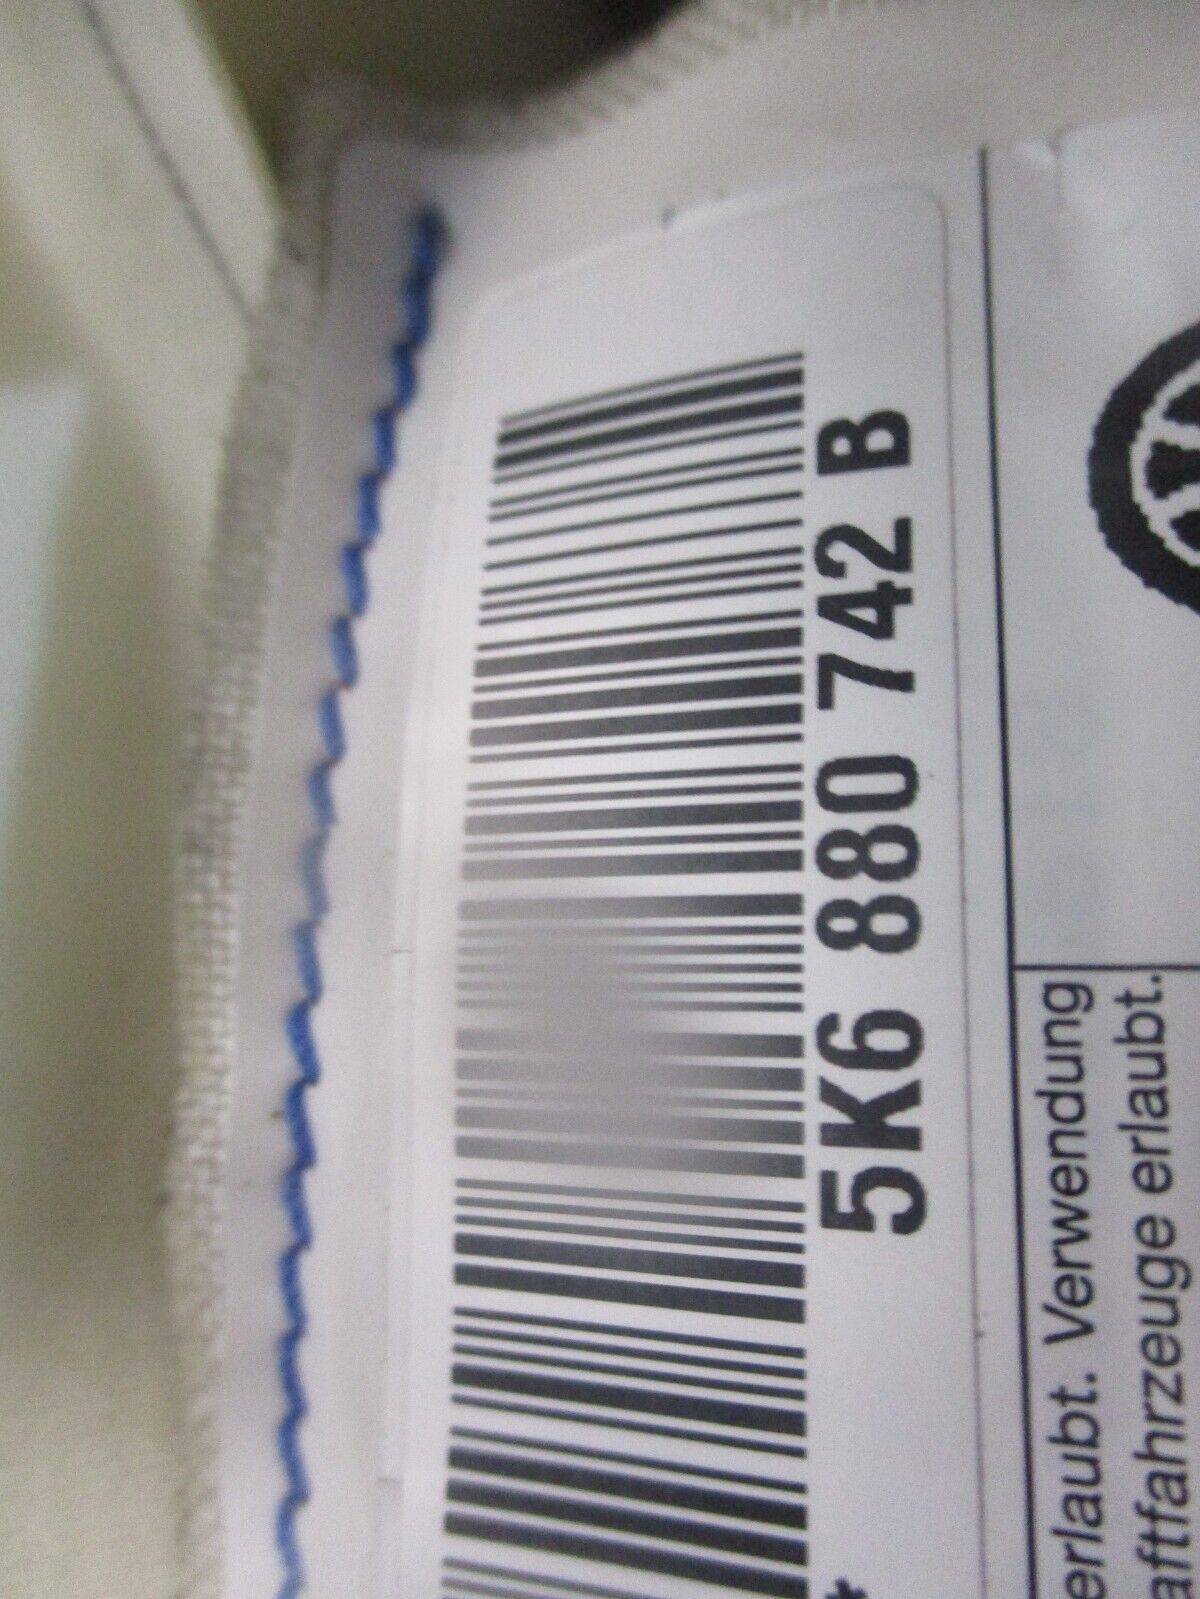 5K6 880 742 B
*
erlaubt. Verwendung
aftfahrzeuge erlaubt.